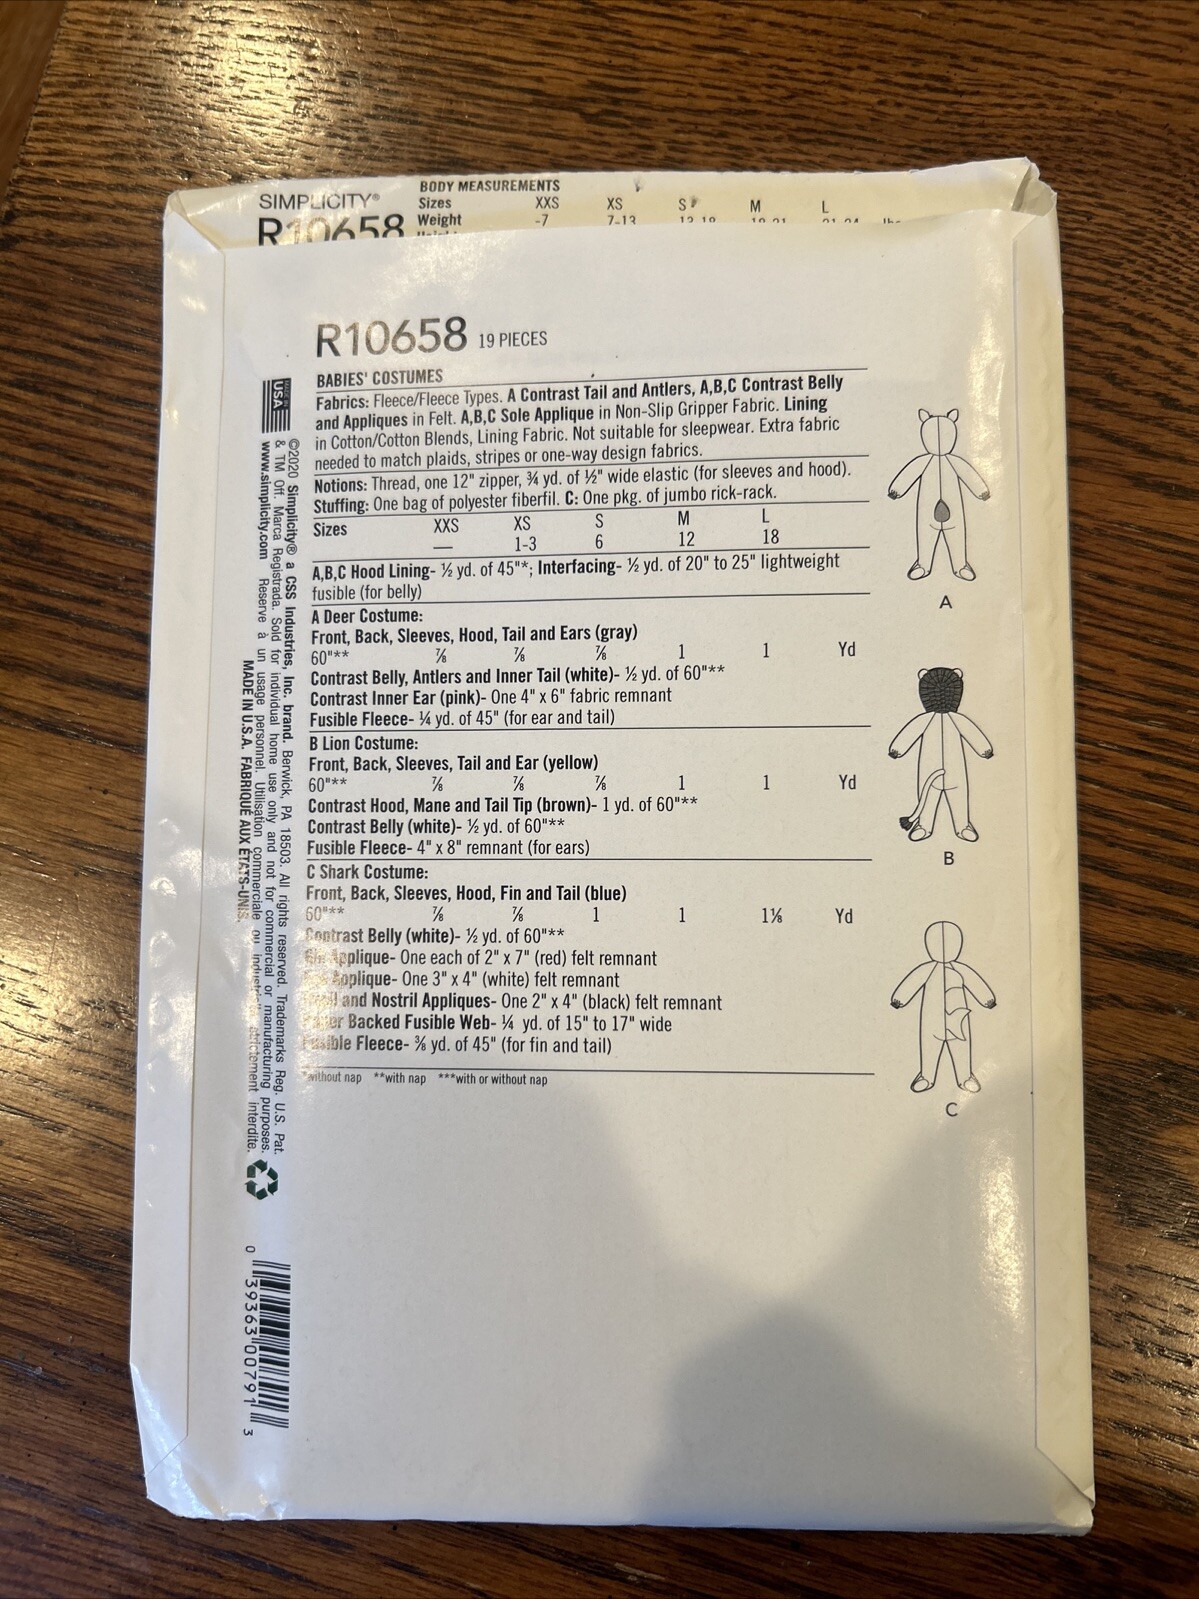 SIMPLICITY®
R10658
BODY MEASUREMENTS
Sizes XXS XS S M L
Weight -7 7-13 13-18 18-21 21-24 lbs
R10658 19 PIECES
BABIES' COSTUMES
Fabrics: Fleece/Fleece Types. A Contrast Tail and Antlers, A,B,C Contrast Belly
and Appliques in Felt. A,B,C Sole Applique in Non-Slip Gripper Fabric. Lining
in Cotton/Cotton Blends, Lining Fabric. Not suitable for sleepwear. Extra fabric
needed to match plaids, stripes or one-way design fabrics.
Notions: Thread, one 12" zipper, ¾ yd. of ½" wide elastic (for sleeves and hood).
Stuffing: One bag of polyester fiberfil. C: One pkg. of jumbo rick-rack.
Sizes XXS XS S M L
— 1-3 6 12 18
A,B,C Hood Lining- ½ yd. of 45"*; Interfacing- ½ yd. of 20" to 25" lightweight
fusible (for belly)
A Deer Costume:
Front, Back, Sleeves, Hood, Tail and Ears (gray)
60"** ⅞ ⅞ ⅞ 1 1 Yd
Contrast Belly, Antlers and Inner Tail (white)- ½ yd. of 60"**
Contrast Inner Ear (pink)- One 4" x 6" fabric remnant
Fusible Fleece- ¼ yd. of 45" (for ear and tail)
B Lion Costume:
Front, Back, Sleeves, Tail and Ear (yellow)
60"** ⅞ ⅞ ⅞ 1 1 Yd
Contrast Hood, Mane and Tail Tip (brown)- 1 yd. of 60"**
Contrast Belly (white)- ½ yd. of 60"**
Fusible Fleece- 4" x 8" remnant (for ears)
C Shark Costume:
Front, Back, Sleeves, Hood, Fin and Tail (blue)
60"** ⅞ ⅞ 1 1 1⅛ Yd
Contrast Belly (white)- ½ yd. of 60"**
Applique- One each of 2" x 7" (red) felt remnant
Applique- One 3" x 4" (white) felt remnant
and Nostril Appliques- One 2" x 4" (black) felt remnant
Paper Backed Fusible Web- ¼ yd. of 15" to 17" wide
Fusible Fleece- ⅜ yd. of 45" (for fin and tail)
*without nap **with nap ***with or without nap
A
B
C
MADE IN
USA
©2020 Simplicity® a CSS Industries, Inc. brand. Berwick, PA 18503. All rights reserved. Trademarks Reg. U.S. Pat.
& TM Off. Marca Registrada. Sold for individual home use only and not for commercial or manufacturing purposes.
www.simplicity.com Reserve à un usage personnel. Utilisation commerciale ou industrielle strictement interdite.
MADE IN U.S.A. FABRIQUÉ AUX ÉTATS-UNIS.
0 39363 00791 3